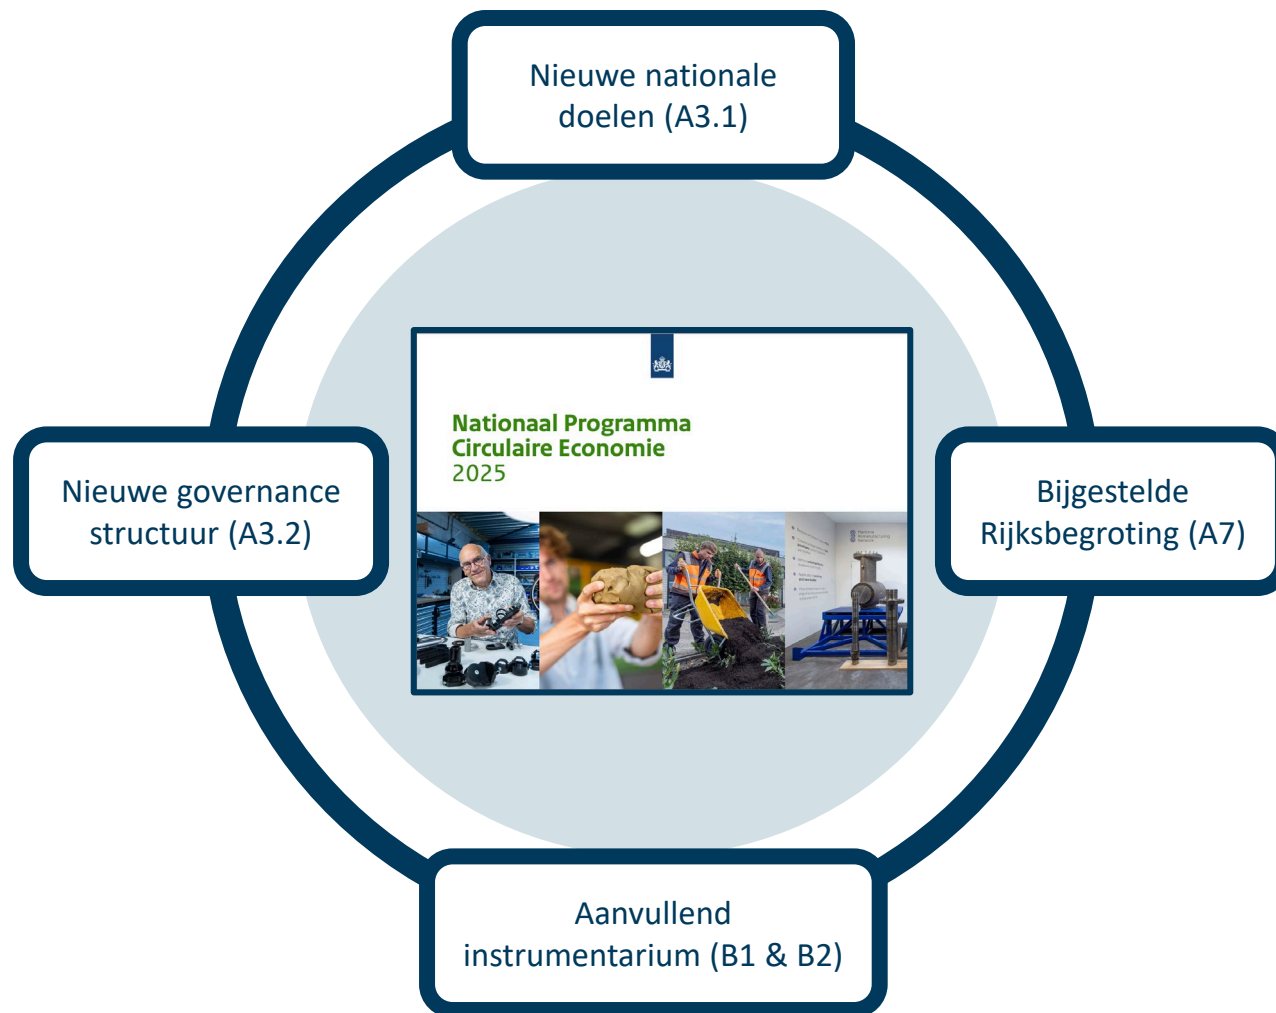 Nieuwe nationale
doelen (A3.1)
Nationaal Programma
Circulaire Economie
2025
Nieuwe governance
structuur (A3.2)
Bijgestelde
Rijksbegroting (A7)
Aanvullend
instrumentarium (B1 & B2)